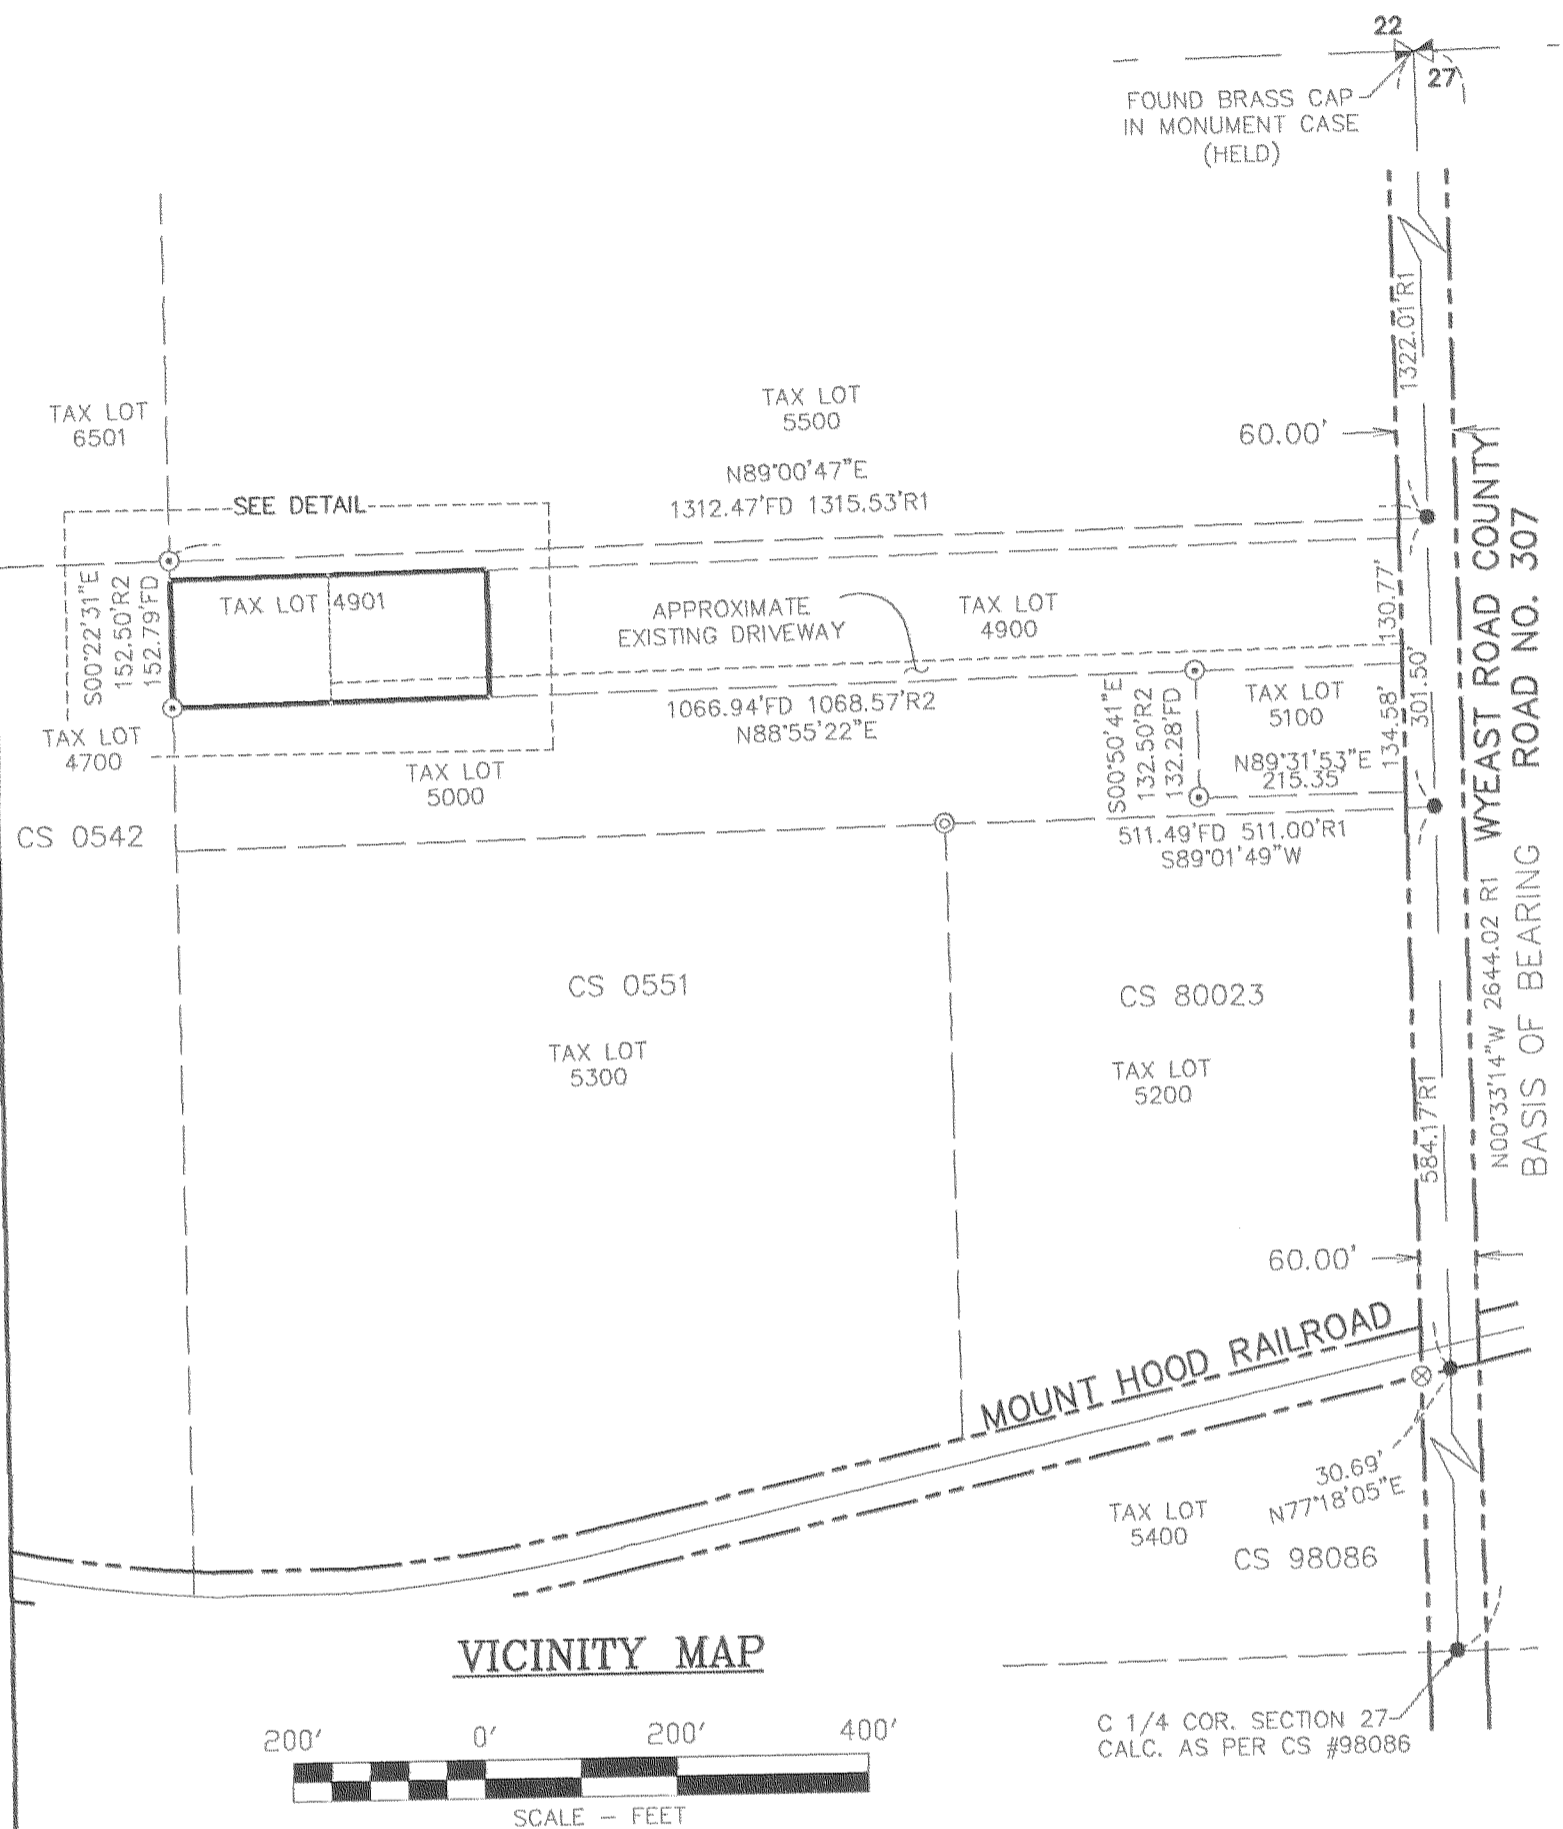 22
27
FOUND BRASS CAP
IN MONUMENT CASE
(HELD)
1322.01'R1
TAX LOT
6501
TAX LOT
5500
60.00'
N89°00'47"E
1312.47'FD 1315.53'R1
SEE DETAIL
S00°22'31"E
152.50'R2
152.79'FD
TAX LOT 4901
APPROXIMATE
EXISTING DRIVEWAY
TAX LOT
4900
130.77'
WYEAST ROAD COUNTY
ROAD NO. 307
1066.94'FD 1068.57'R2
N88°55'22"E
S00°50'41"E
132.50'R2
132.28'FD
TAX LOT
5100
N89°31'53"E
215.35'
134.58'
301.50'
TAX LOT
4700
TAX LOT
5000
CS 0542
511.49'FD 511.00'R1
S89°01'49"W
N00°33'14"W 2644.02 R1
BASIS OF BEARING
CS 0551
CS 80023
TAX LOT
5300
TAX LOT
5200
584.17'R1
60.00'
MOUNT HOOD RAILROAD
30.69'
N77°18'05"E
TAX LOT
5400
CS 98086
VICINITY MAP
200' 0' 200' 400'
SCALE - FEET
C 1/4 COR. SECTION 27
CALC. AS PER CS #98086